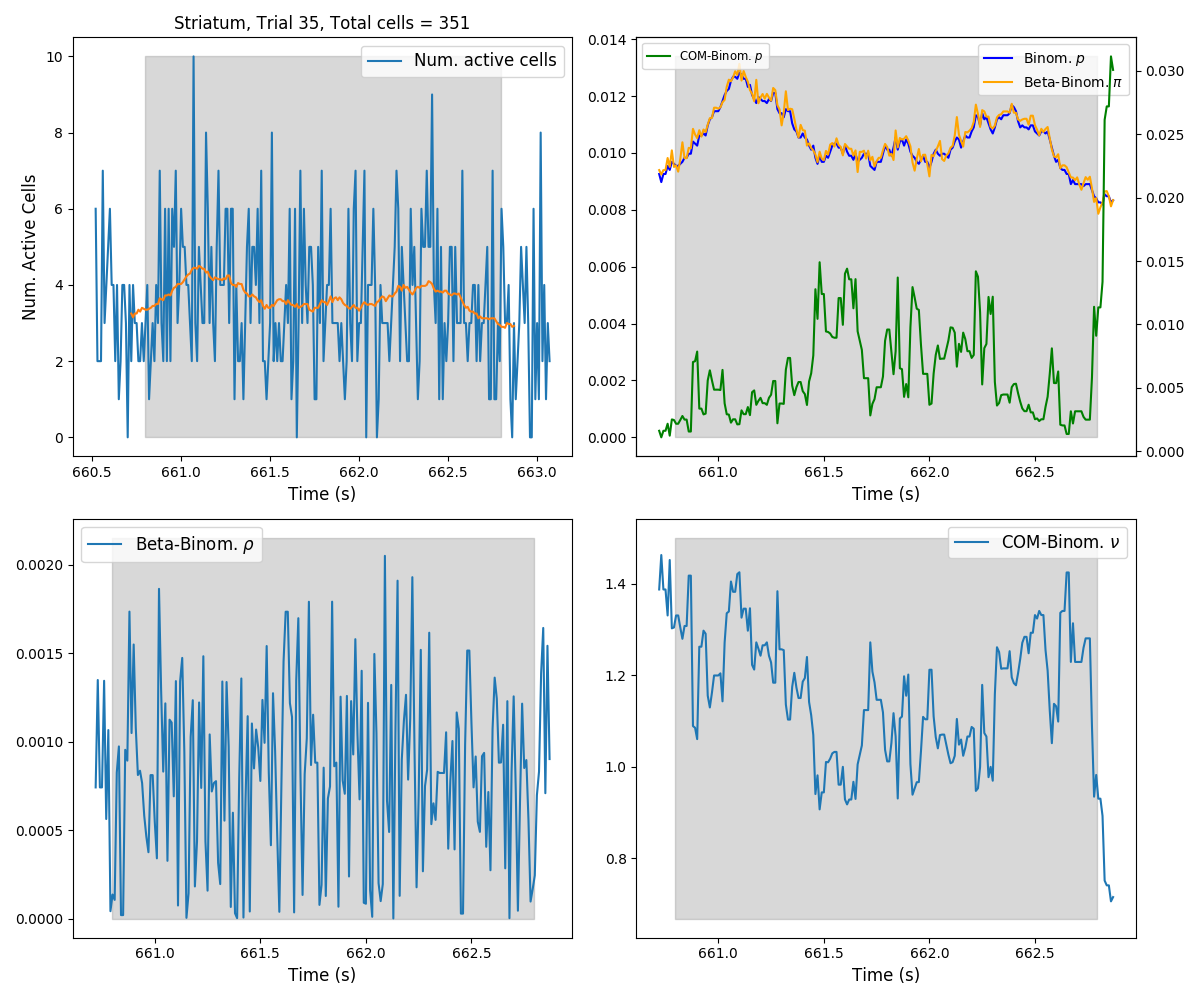 Striatum, Trial 35, Total cells = 351
Num. active cells
Num. Active Cells
10
8
6
4
2
0
660.5 661.0 661.5 662.0 662.5 663.0
Time (s)
COM-Binom. p
Binom. p
Beta-Binom. π
0.014
0.012
0.010
0.008
0.006
0.004
0.002
0.000
0.030
0.025
0.020
0.015
0.010
0.005
0.000
661.0 661.5 662.0 662.5
Time (s)
Beta-Binom. ρ
0.0020
0.0015
0.0010
0.0005
0.0000
661.0 661.5 662.0 662.5
Time (s)
COM-Binom. ν
1.4
1.2
1.0
0.8
661.0 661.5 662.0 662.5
Time (s)